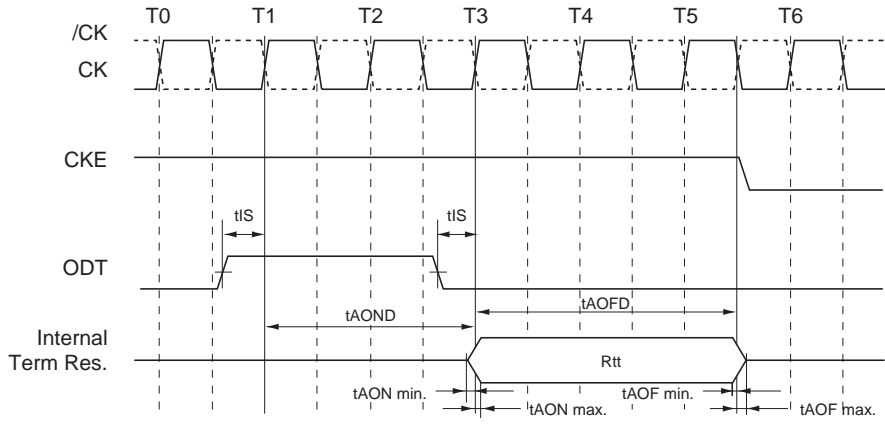 T0 T1 T2 T3 T4 T5 T6
/CK
CK
CKE
tIS tIS
ODT
tAOND
tAOFD
Internal
Term Res.
Rtt
tAON min.
tAON max.
tAOF min.
tAOF max.